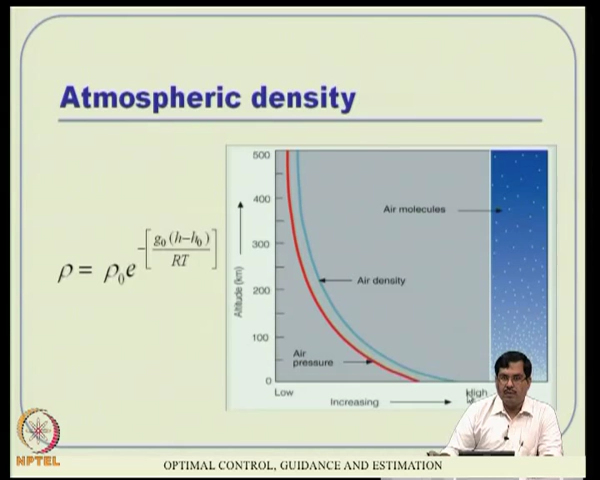 Atmospheric density
ρ = ρ₀e^-[g₀(h-h₀)/RT]
500
400
300
200
100
0
Altitude (km)
Air molecules
Air density
Air
pressure
Low
High
Increasing
NPTEL
OPTIMAL CONTROL, GUIDANCE AND ESTIMATION